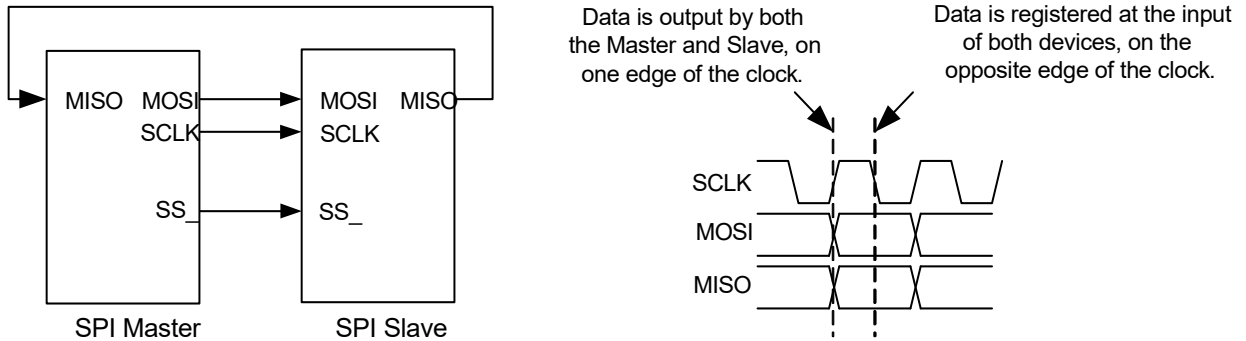 MISO MOSI
SCLK
SS_
SPI Master
MOSI MISO
SCLK
SS_
SPI Slave
Data is output by both
the Master and Slave, on
one edge of the clock.
Data is registered at the input
of both devices, on the
opposite edge of the clock.
SCLK
MOSI
MISO